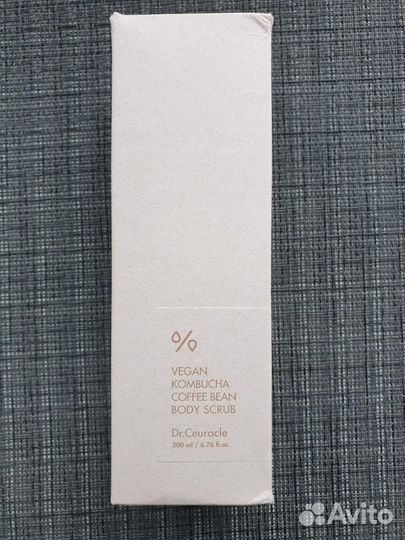 VEGAN
KOMBUCHA
COFFEE BEAN
BODY SCRUB
Dr.Ceuracle
200 ml / 6.76 fl.oz.
Avito